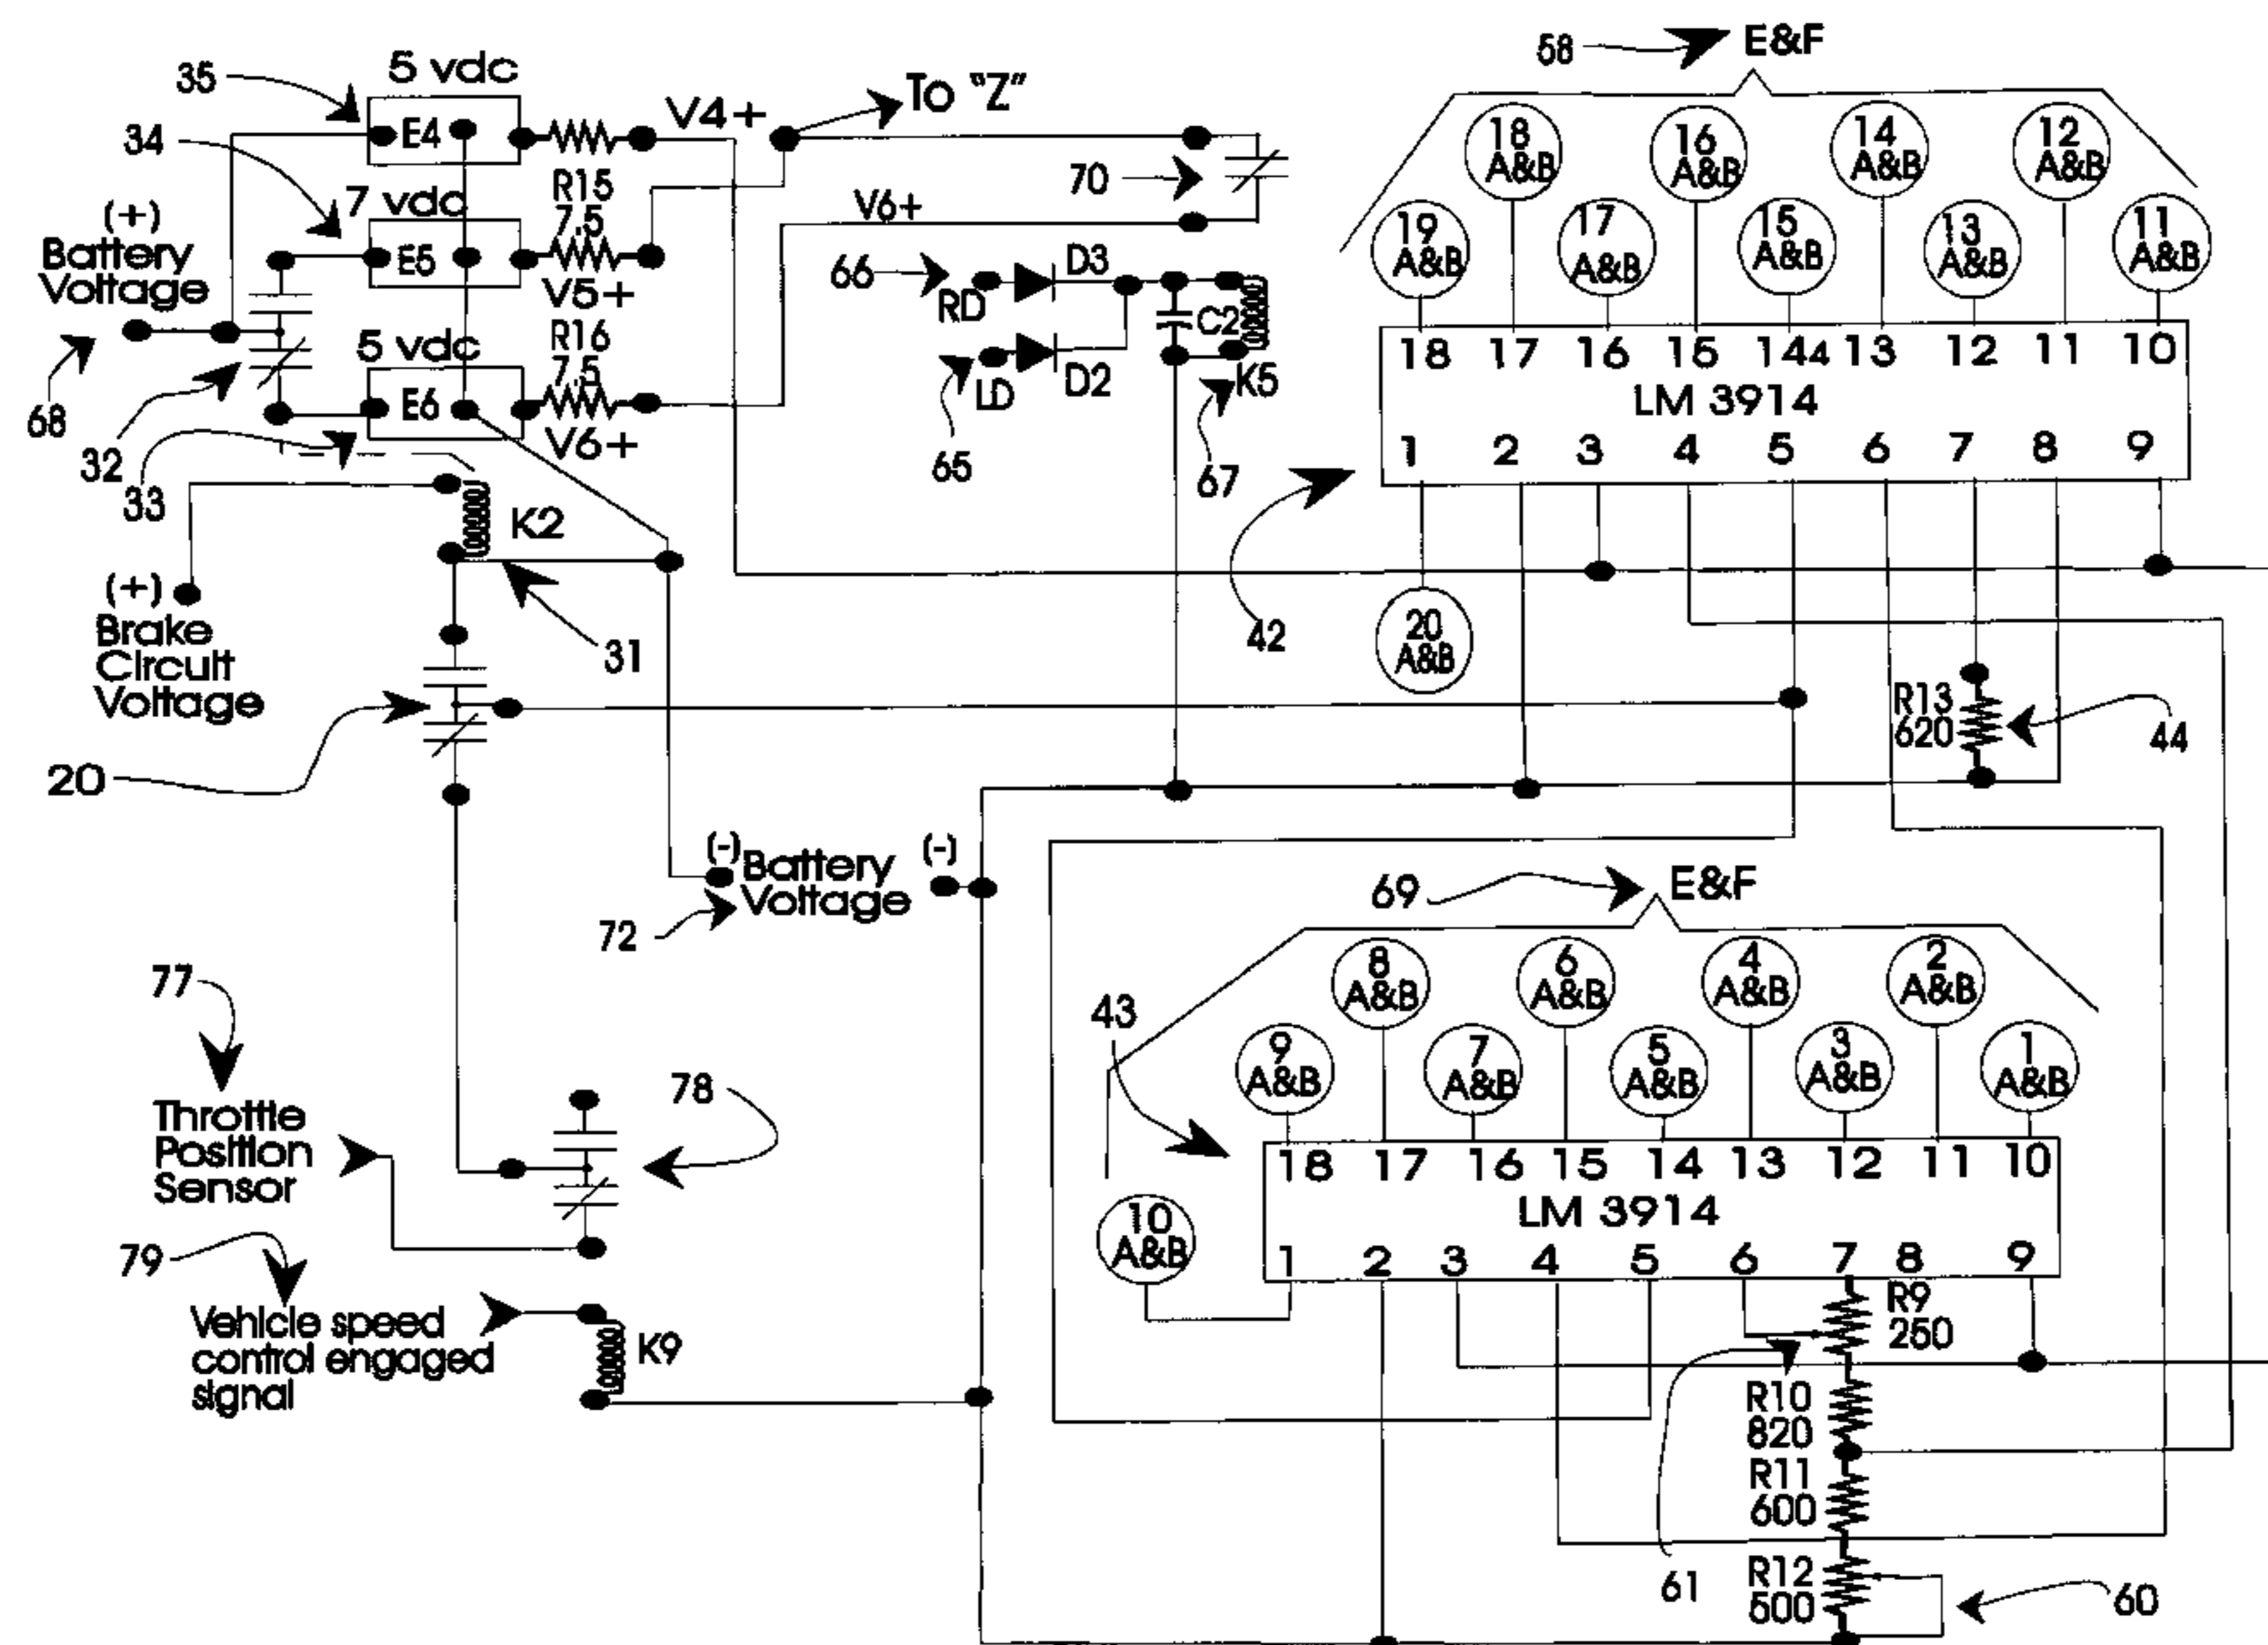 58
E&F
35
5 vdc
E4
V4+
To "Z"
34
R15
7.5
7 vdc
E5
V5+
70
V6+
(+)
Battery
Voltage
68
32
33
R16
7.5
5 vdc
E6
V6+
66
RD
D3
C2
K5
65
LD
D2
67
18
A&B
16
A&B
14
A&B
12
A&B
19
A&B
17
A&B
15
A&B
13
A&B
11
A&B
18 17 16 15 144 13 12 11 10
LM 3914
1 2 3 4 5 6 7 8 9
42
20
A&B
K2
31
(+)
Brake
Circuit
Voltage
20
R13
620
44
(-)
Battery
Voltage
(-)
72
69
E&F
77
Throttle
Position
Sensor
78
79
Vehicle speed
control engaged
signal
K9
43
8
A&B
6
A&B
4
A&B
2
A&B
9
A&B
7
A&B
5
A&B
3
A&B
1
A&B
10
A&B
18 17 16 15 14 13 12 11 10
LM 3914
1 2 3 4 5 6 7 8 9
R9
250
R10
820
R11
600
R12
500
61
60